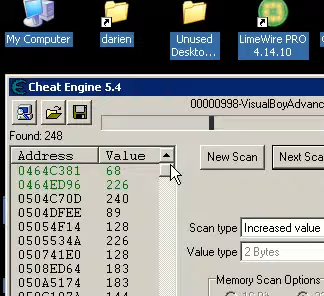 My Computer
darien
Unused Deskto...
LimeWire PRO 4.14.10
Cheat Engine 5.4
00000998-VisualBoyAdvanc
Found: 248
New Scan
Next Scan
Address Value
0464C381 68
0464ED96 226
0504C70D 240
0504DFEE 89
05054F14 128
0505534A 226
050741E0 128
0508ED64 183
050A5174 183
Scan type Increased value
Value type 2 Bytes
Memory Scan Options